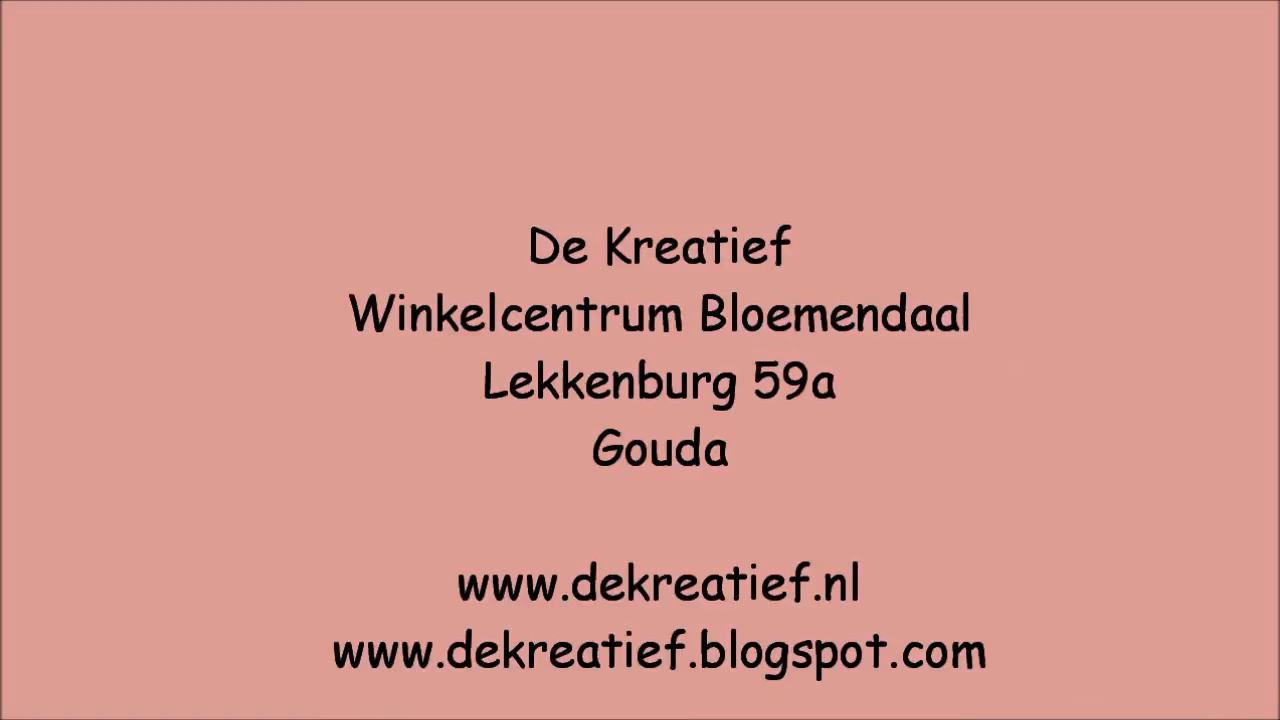 De Kreatief
Winkelcentrum Bloemendaal
Lekkenburg 59a
Gouda
www.dekreatief.nl
www.dekreatief.blogspot.com